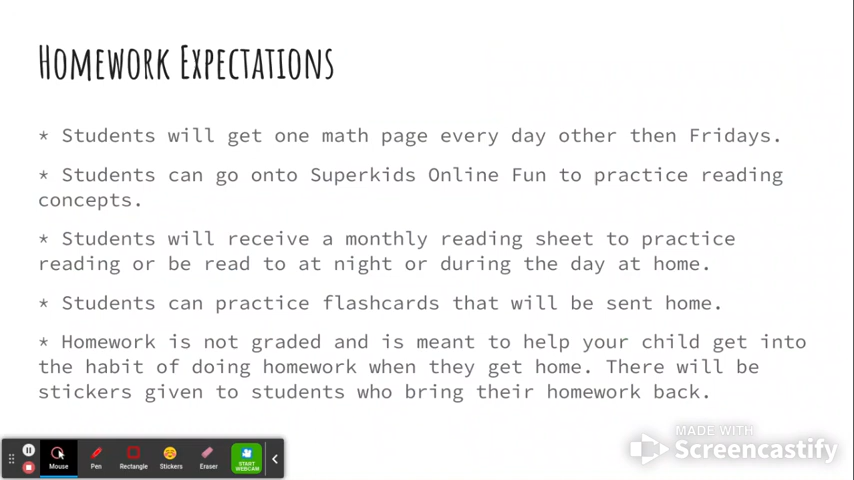 Homework Expectations
* Students will get one math page every day other then Fridays.
* Students can go onto Superkids Online Fun to practice reading
concepts.
* Students will receive a monthly reading sheet to practice
reading or be read to at night or during the day at home.
* Students can practice flashcards that will be sent home.
* Homework is not graded and is meant to help your child get into
the habit of doing homework when they get home. There will be
stickers given to students who bring their homework back.
MADE WITH
Screencastify
Mouse Pen Rectangle Stickers Eraser START
WEBCAM